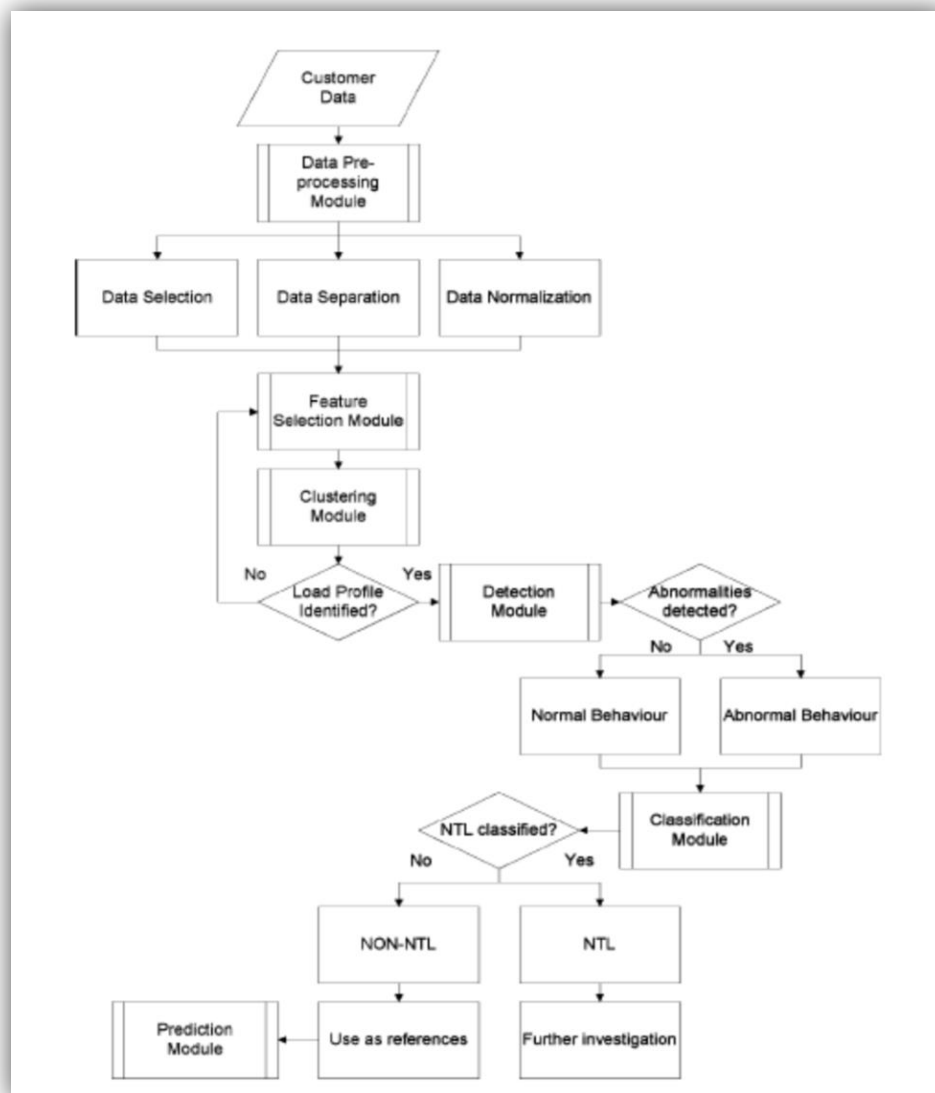 Customer
Data
Data Pre-
processing
Module
Data Selection
Data Separation
Data Normalization
Feature
Selection Module
Clustering
Module
No
Yes
Load Profile
Identified?
Detection
Module
Abnormalities
detected?
No
Yes
Normal Behaviour
Abnormal Behaviour
Classification
Module
NTL classified?
No
Yes
NON-NTL
NTL
Prediction
Module
Use as references
Further investigation